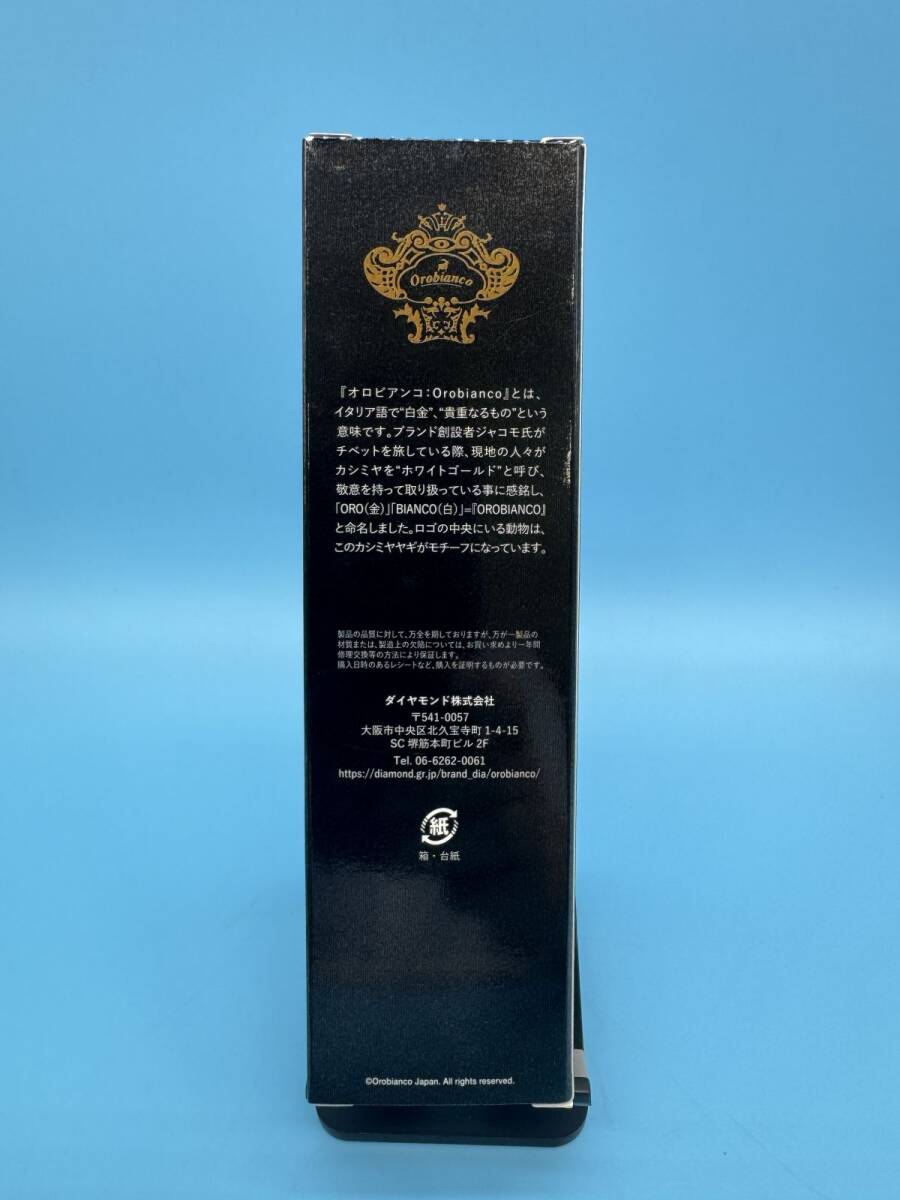 Orobianco
『オロビアンコ：Orobianco』とは、
イタリア語で“白金”、“貴重なるもの”という
意味です。ブランド創設者ジャコモ氏が
チベットを旅している際、現地の人々が
カシミヤを“ホワイトゴールド”と呼び、
敬意を持って取り扱っている事に感銘し、
「ORO（金）」「BIANCO（白）」=『OROBIANCO』
と命名しました。ロゴの中央にいる動物は、
このカシミヤヤギがモチーフになっています。
製品の品質に対して、万全を期しておりますが、万が一製品の
材質または、製造上の欠陥については、お買い求めより一年間
修理交換等の方法により保証します。
購入日時のあるレシートなど、購入を証明するものが必要です。
ダイヤモンド株式会社
〒541-0057
大阪市中央区北久宝寺町 1-4-15
SC 堺筋本町ビル 2F
Tel. 06-6262-0061
https://diamond.gr.jp/brand_dia/orobianco/
紙
箱・台紙
©Orobianco Japan. All rights reserved.